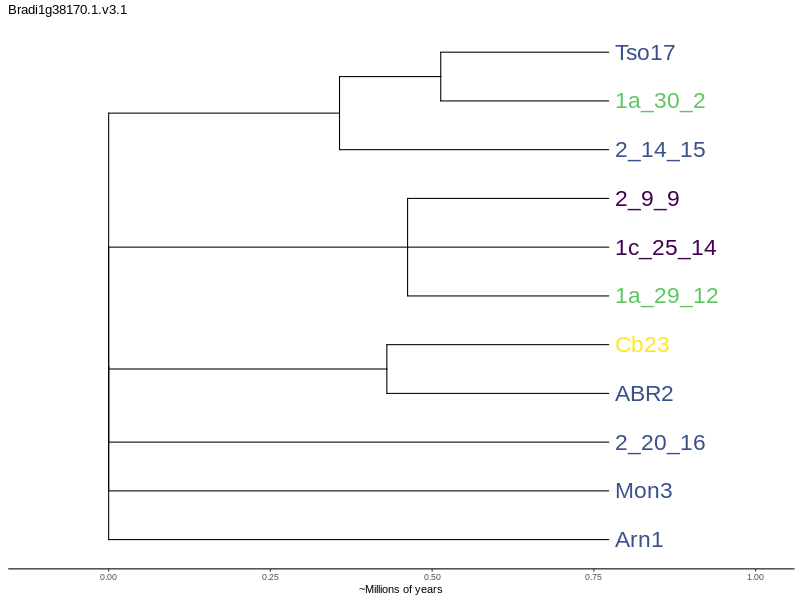 Bradi1g38170.1.v3.1
Tso17
1a_30_2
2_14_15
2_9_9
1c_25_14
1a_29_12
Cb23
ABR2
2_20_16
Mon3
Arn1
0.00 0.25 0.50 0.75 1.00
~Millions of years